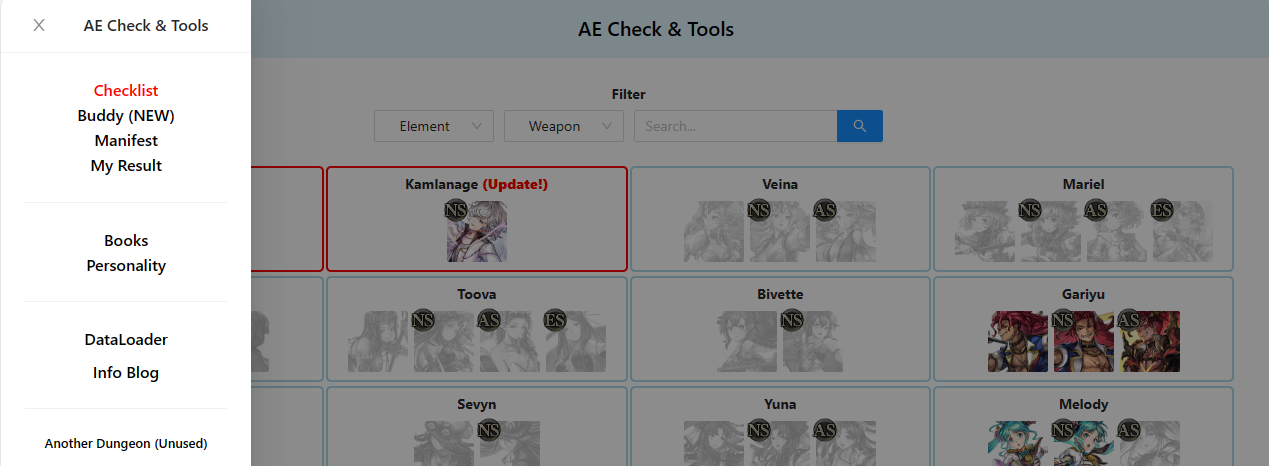 AE Check & Tools
Checklist
Buddy (NEW)
Manifest
My Result
Books
Personality
DataLoader
Info Blog
Another Dungeon (Unused)
AE Check & Tools
Filter
Element
Weapon
Search...
Kamlanage (Update!)
NS
Veina
NS AS
Mariel
NS AS ES
Toova
NS AS ES
Bivette
NS
Gariyu
NS AS
Sevyn
NS
Yuna
NS AS
Melody
NS AS